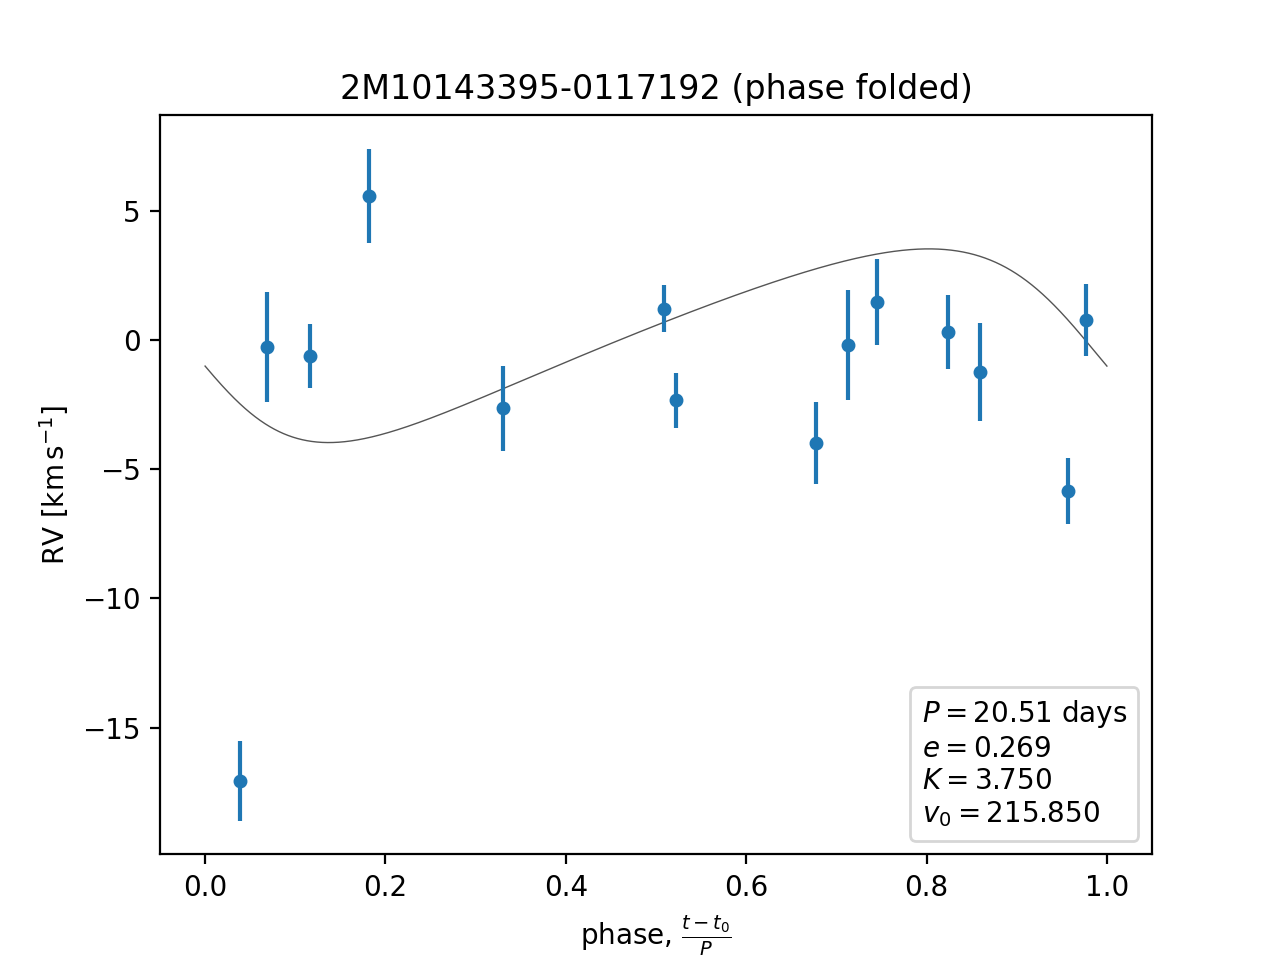 2M10143395-0117192 (phase folded)
RV [km s⁻¹]
5
0
−5
−10
−15
P = 20.51 days
e = 0.269
K = 3.750
v₀ = 215.850
0.0 0.2 0.4 0.6 0.8 1.0
phase, (t − t₀)/P